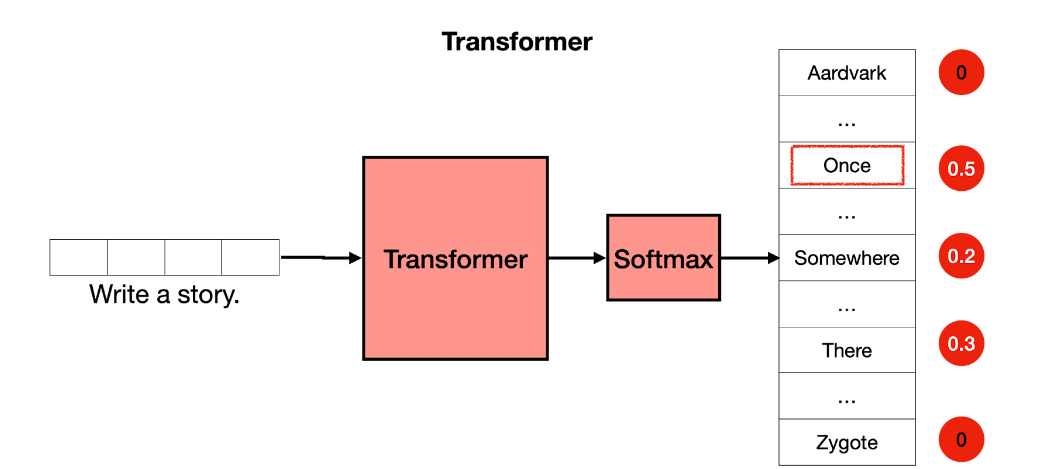 Transformer
Aardvark 0
...
Once 0.5
...
Somewhere 0.2
Transformer
Softmax
Write a story.
...
There 0.3
...
Zygote 0